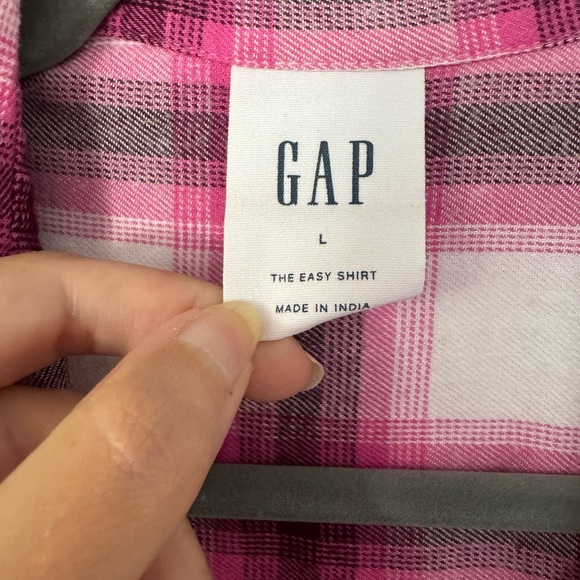 GAP
L
THE EASY SHIRT
MADE IN INDIA